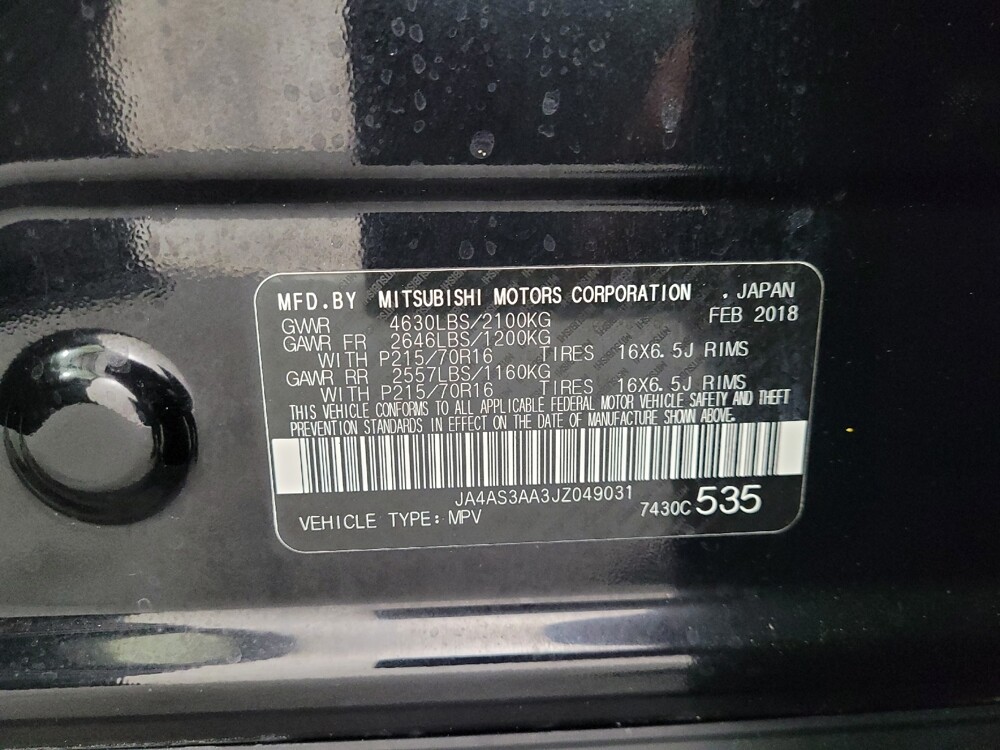 MFD.BY MITSUBISHI MOTORS CORPORATION . JAPAN
FEB 2018
GVWR 4630LBS/2100KG
GAWR FR 2646LBS/1200KG
WITH P215/70R16 TIRES 16X6.5J RIMS
GAWR RR 2557LBS/1160KG
WITH P215/70R16 TIRES 16X6.5J RIMS
THIS VEHICLE CONFORMS TO ALL APPLICABLE FEDERAL MOTOR VEHICLE SAFETY AND THEFT
PREVENTION STANDARDS IN EFFECT ON THE DATE OF MANUFACTURE SHOWN ABOVE.
JA4AS3AA3JZ049031
7430C 535
VEHICLE TYPE: MPV